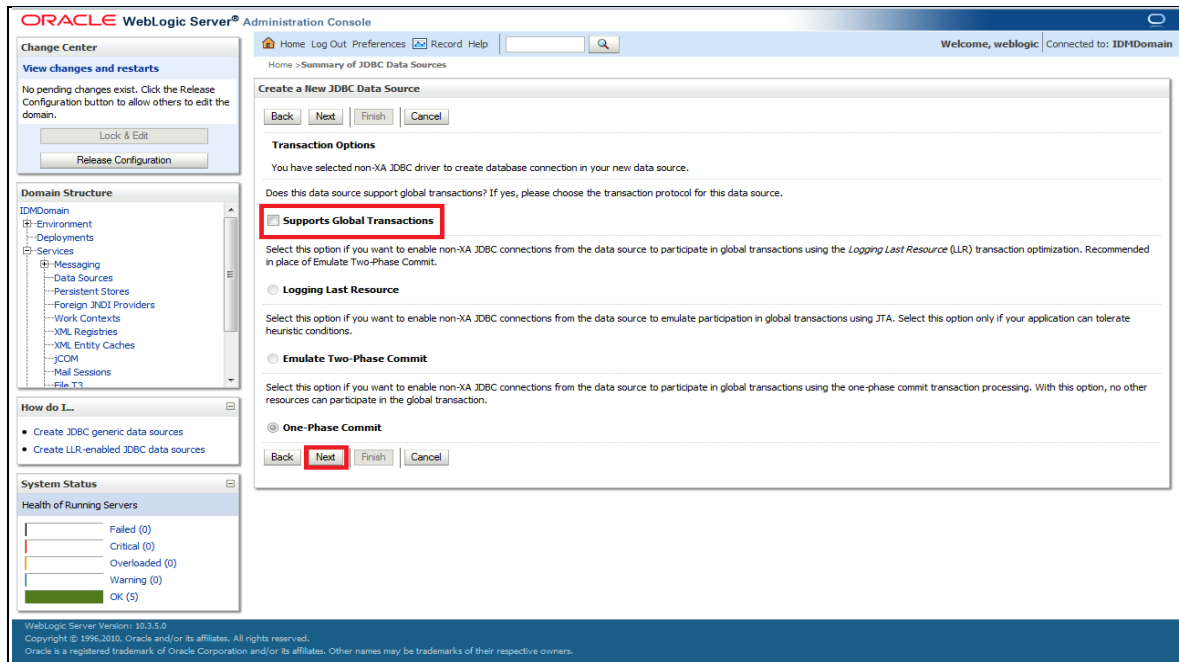 ORACLE WebLogic Server® Administration Console
Change Center
View changes and restarts
No pending changes exist. Click the Release
Configuration button to allow others to edit the
domain.
Lock & Edit
Release Configuration
Domain Structure
IDMDomain
Environment
Deployments
Services
Messaging
Data Sources
Persistent Stores
Foreign JNDI Providers
Work Contexts
XML Registries
XML Entity Caches
jCOM
Mail Sessions
File T3
How do I...
Create JDBC generic data sources
Create LLR-enabled JDBC data sources
System Status
Health of Running Servers
Failed (0)
Critical (0)
Overloaded (0)
Warning (0)
OK (5)
Home Log Out Preferences Record Help
Welcome, weblogic Connected to: IDMDomain
Home >Summary of JDBC Data Sources
Create a New JDBC Data Source
Back Next Finish Cancel
Transaction Options
You have selected non-XA JDBC driver to create database connection in your new data source.
Does this data source support global transactions? If yes, please choose the transaction protocol for this data source.
Supports Global Transactions
Select this option if you want to enable non-XA JDBC connections from the data source to participate in global transactions using the Logging Last Resource (LLR) transaction optimization. Recommended
in place of Emulate Two-Phase Commit.
Logging Last Resource
Select this option if you want to enable non-XA JDBC connections from the data source to emulate participation in global transactions using JTA. Select this option only if your application can tolerate
heuristic conditions.
Emulate Two-Phase Commit
Select this option if you want to enable non-XA JDBC connections from the data source to participate in global transactions using the one-phase commit transaction processing. With this option, no other
resources can participate in the global transaction.
One-Phase Commit
Back Next Finish Cancel
WebLogic Server Version: 10.3.5.0
Copyright © 1996,2010, Oracle and/or its affiliates. All rights reserved.
Oracle is a registered trademark of Oracle Corporation and/or its affiliates. Other names may be trademarks of their respective owners.